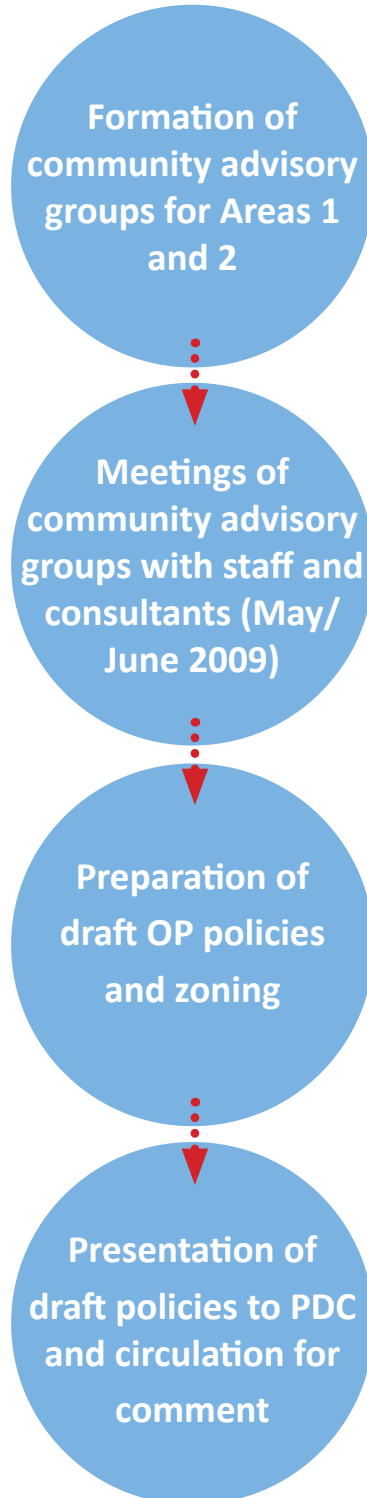 Formation of
community advisory
groups for Areas 1
and 2
Meetings of
community advisory
groups with staff and
consultants (May/
June 2009)
Preparation of
draft OP policies
and zoning
Presentation of
draft policies to PDC
and circulation for
comment